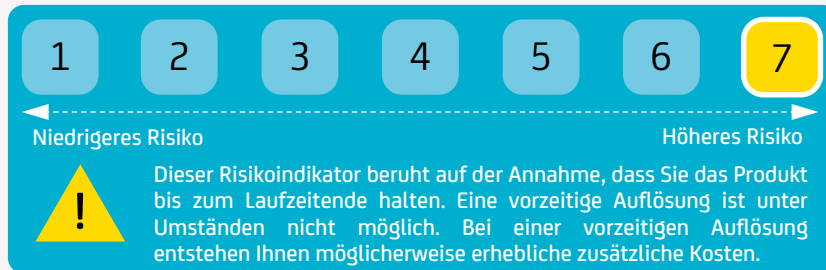 1 2 3 4 5 6 7
Niedrigeres Risiko Höheres Risiko
! Dieser Risikoindikator beruht auf der Annahme, dass Sie das Produkt
bis zum Laufzeitende halten. Eine vorzeitige Auflösung ist unter
Umständen nicht möglich. Bei einer vorzeitigen Auflösung
entstehen Ihnen möglicherweise erhebliche zusätzliche Kosten.